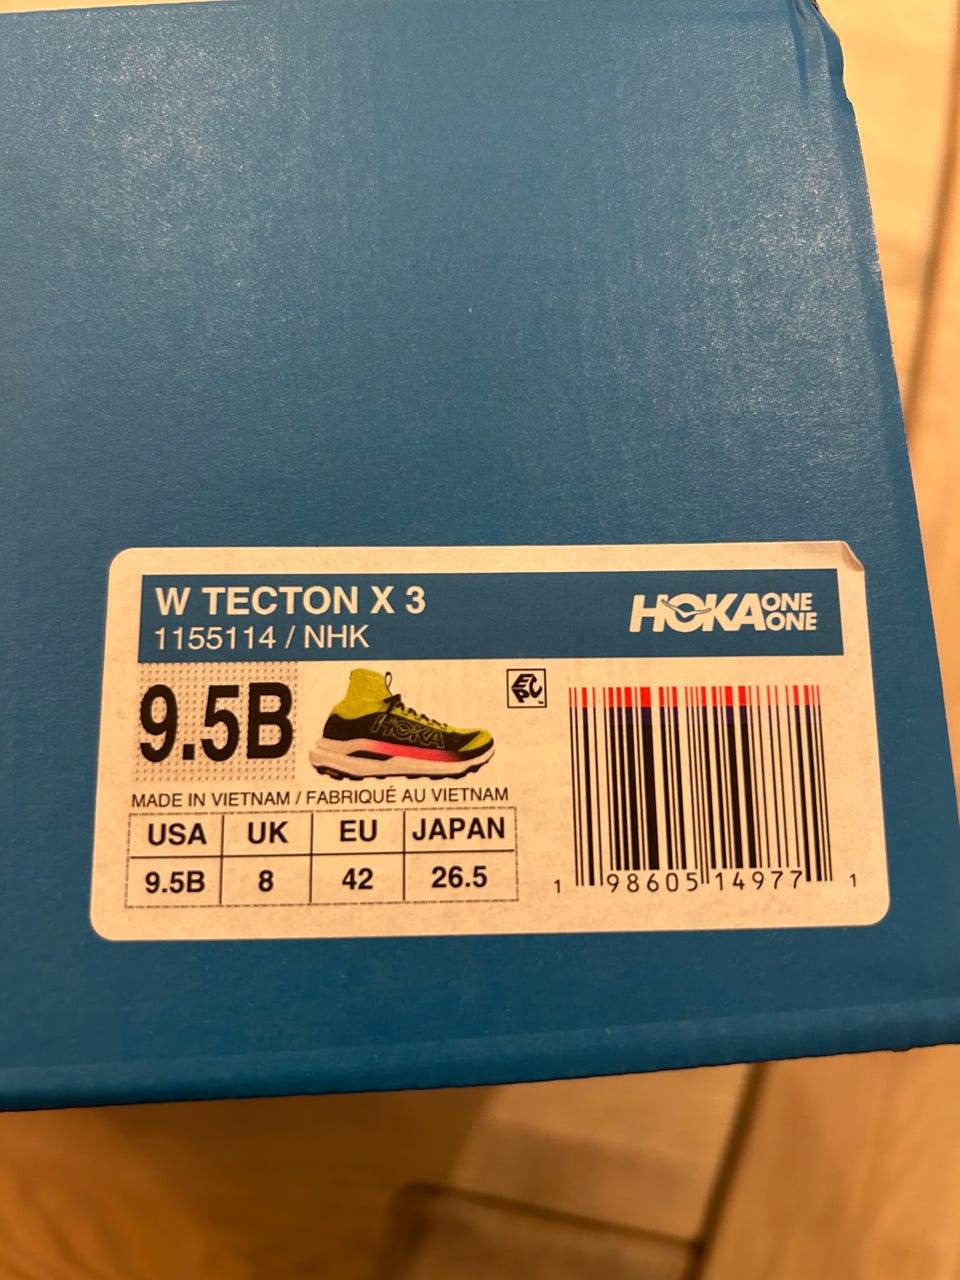 W TECTON X 3
1155114 / NHK
HOKA ONE ONE
9.5B
HOKA
MADE IN VIETNAM / FABRIQUÉ AU VIETNAM
USA UK EU JAPAN
9.5B 8 42 26.5
1 98605 14977 1